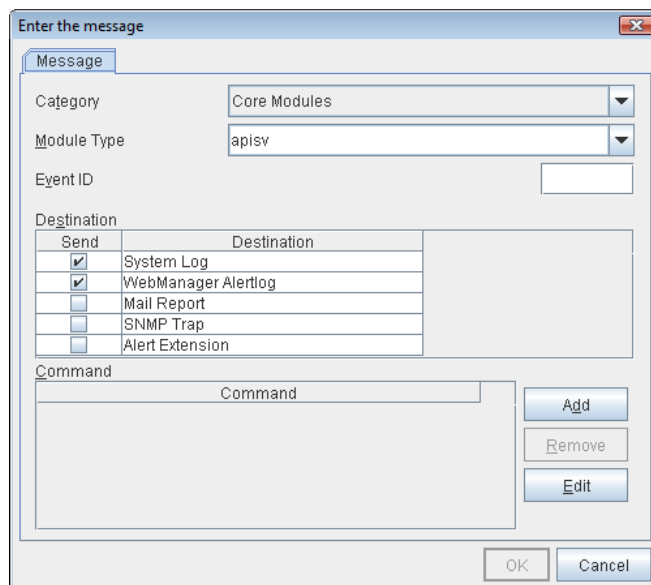 Enter the message
Message
Category Core Modules
Module Type apisv
Event ID
Destination
Send Destination
System Log
WebManager Alertlog
Mail Report
SNMP Trap
Alert Extension
Command
Command
Add
Remove
Edit
OK Cancel